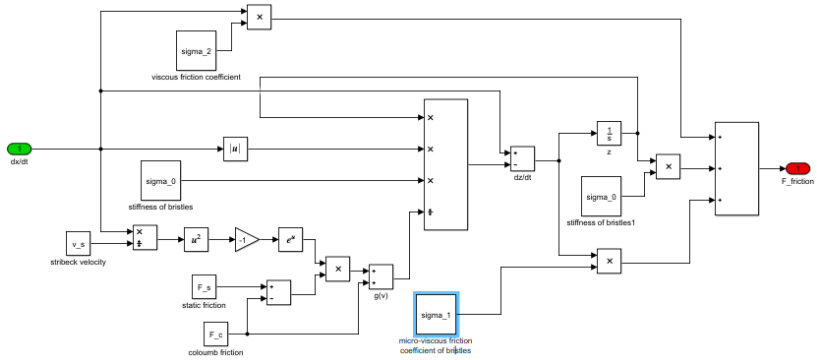 ×
sigma_2
viscous friction coefficient
1
dx/dt
|u|
sigma_0
stiffness of bristles
×
×
×
÷
+
−
dz/dt
1
s
z
sigma_0
stiffness of bristles1
×
+
+
+
1
F_friction
v_s
stribeck velocity
×
÷
u²
-1
eᵘ
×
+
+
g(v)
F_s
static friction
+
−
F_c
coloumb friction
sigma_1
micro-viscous friction
coefficient of bristles
×